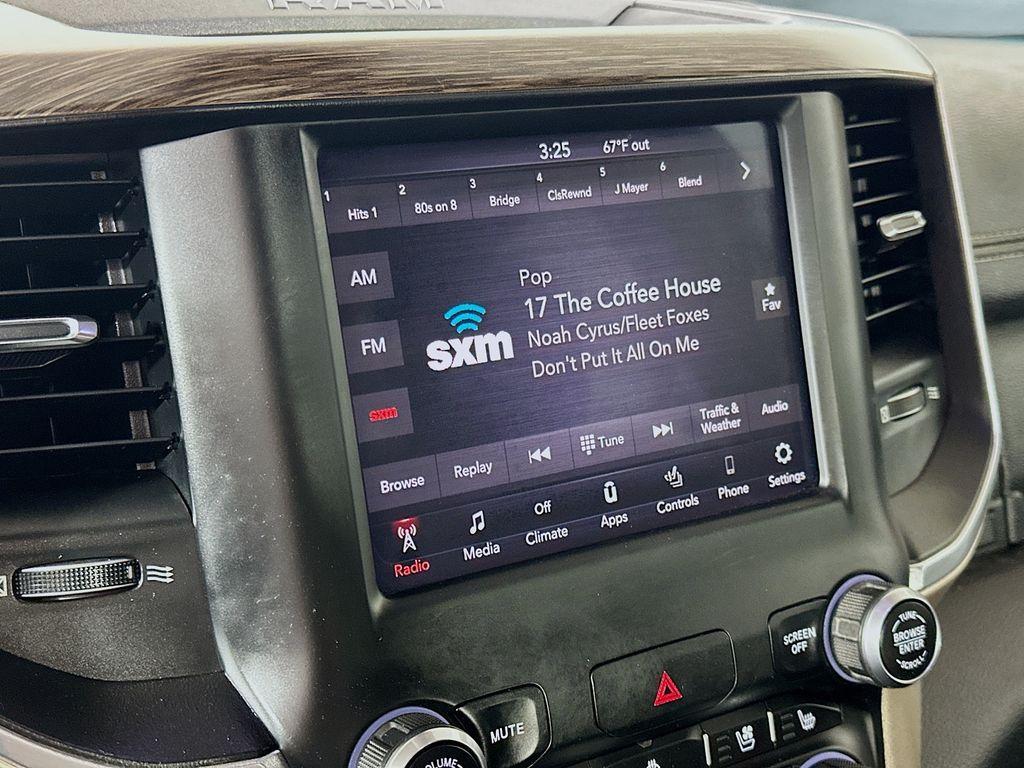 RAM
3:25 67°F out
1 Hits 1 2 80s on 8 3 Bridge 4 ClsRewnd 5 J Mayer 6 Blend
AM
FM
sxm
sxm
Pop
17 The Coffee House
Noah Cyrus/Fleet Foxes
Don't Put It All On Me
Fav
Browse Replay Tune Traffic & Weather Audio
Radio Media Off Climate Apps Controls Phone Settings
SCREEN
OFF
TUNE
BROWSE
ENTER
SCROLL
MUTE
VOLUME